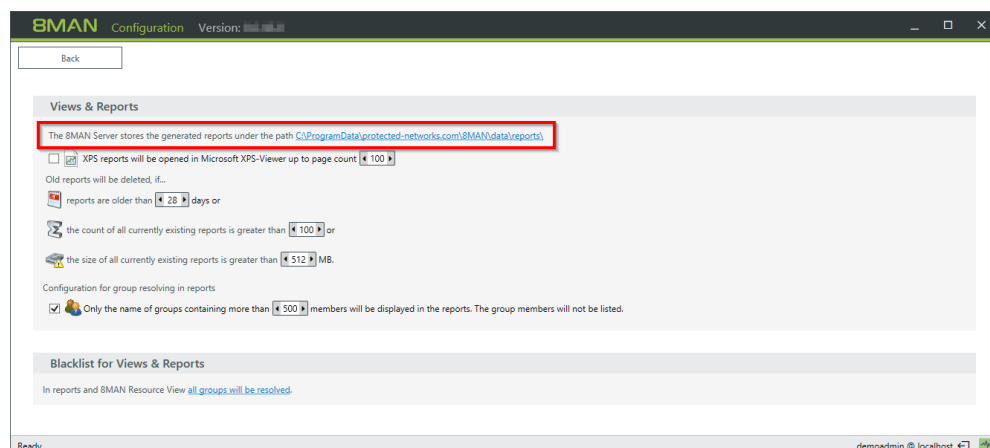 8MAN Configuration Version:
Back
Views & Reports
The 8MAN Server stores the generated reports under the path C:\ProgramData\protected-networks.com\8MAN\data\reports\
XPS reports will be opened in Microsoft XPS-Viewer up to page count 100
Old reports will be deleted, if...
reports are older than 28 days or
the count of all currently existing reports is greater than 100 or
the size of all currently existing reports is greater than 512 MB.
Configuration for group resolving in reports
Only the name of groups containing more than 500 members will be displayed in the reports. The group members will not be listed.
Blacklist for Views & Reports
In reports and 8MAN Resource View all groups will be resolved.
Ready demoadmin @ localhost